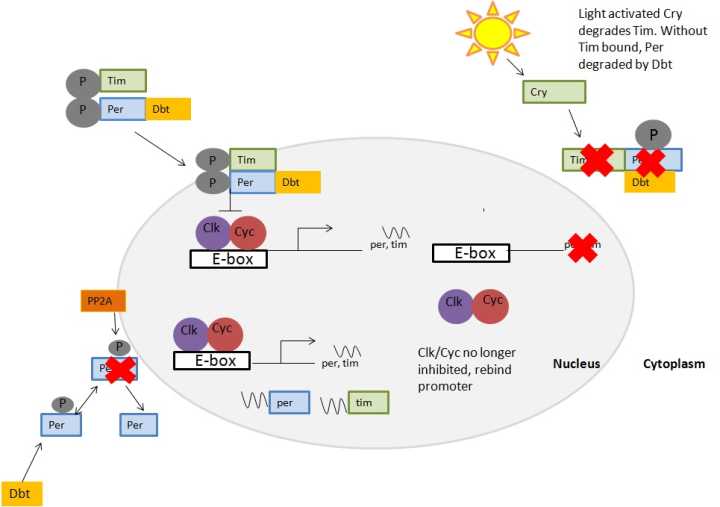 Light activated Cry
degrades Tim. Without
Tim bound, Per
degraded by Dbt
P
Tim
P
Per
Dbt
Cry
P
Tim
Per
Dbt
P
Tim
P
Per
Dbt
Clk
Cyc
E-box
per, tim
E-box
PP2A
P
Clk
Cyc
E-box
per, tim
Clk
Cyc
Clk/Cyc no longer
inhibited, rebind
promoter
Nucleus
Cytoplasm
per
tim
P
Per
Per
Dbt